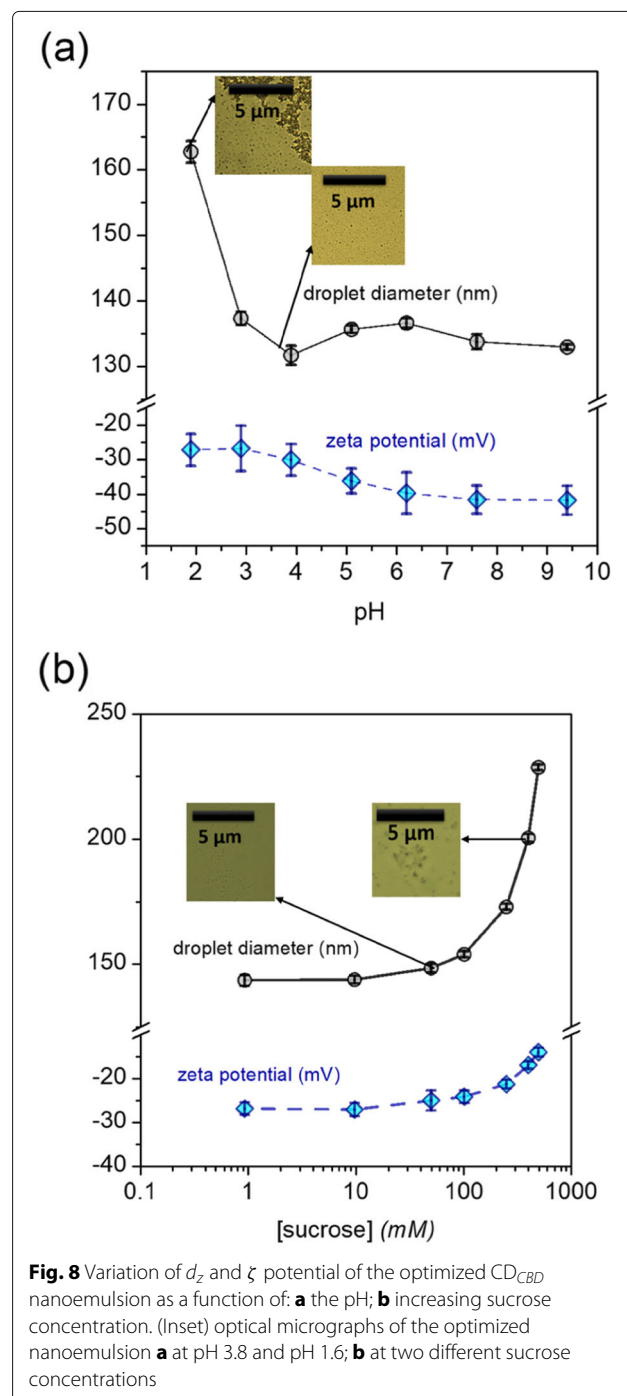 (a)
170
160
150
140
130
-20
-30
-40
-50
5 µm
5 µm
droplet diameter (nm)
zeta potential (mV)
1 2 3 4 5 6 7 8 9 10
pH
(b)
250
200
150
-20
-30
-40
5 µm
5 µm
droplet diameter (nm)
zeta potential (mV)
0.1 1 10 100 1000
[sucrose] (mM)
Fig. 8 Variation of d_z and ζ potential of the optimized CD_CBD
nanoemulsion as a function of: a the pH; b increasing sucrose
concentration. (Inset) optical micrographs of the optimized
nanoemulsion a at pH 3.8 and pH 1.6; b at two different sucrose
concentrations